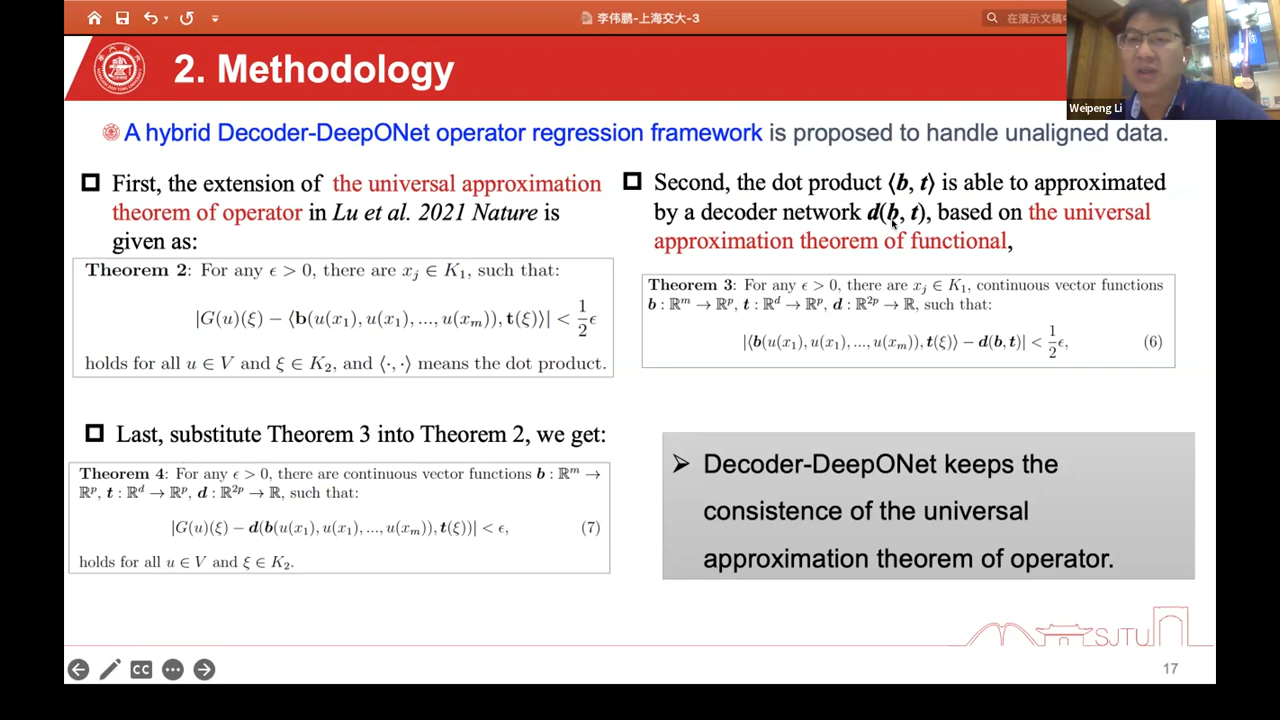 李伟鹏-上海交大-3
在演示文稿中
Weipeng Li
2. Methodology
A hybrid Decoder-DeepONet operator regression framework is proposed to handle unaligned data.
First, the extension of the universal approximation
theorem of operator in Lu et al. 2021 Nature is
given as:
Theorem 2: For any ϵ > 0, there are x_j ∈ K_1, such that:
|G(u)(ξ) − ⟨b(u(x_1), u(x_1), ..., u(x_m)), t(ξ)⟩| < 1/2 ϵ
holds for all u ∈ V and ξ ∈ K_2, and ⟨·, ·⟩ means the dot product.
Second, the dot product ⟨b, t⟩ is able to approximated
by a decoder network d(b, t), based on the universal
approximation theorem of functional,
Theorem 3: For any ϵ > 0, there are x_j ∈ K_1, continuous vector functions
b : ℝ^m → ℝ^p, t : ℝ^d → ℝ^p, d : ℝ^2p → ℝ, such that:
|⟨b(u(x_1), u(x_1), ..., u(x_m)), t(ξ)⟩ − d(b, t)| < 1/2 ϵ, (6)
Last, substitute Theorem 3 into Theorem 2, we get:
Theorem 4: For any ϵ > 0, there are continuous vector functions b : ℝ^m →
ℝ^p, t : ℝ^d → ℝ^p, d : ℝ^2p → ℝ, such that:
|G(u)(ξ) − d(b(u(x_1), u(x_1), ..., u(x_m)), t(ξ))| < ϵ, (7)
holds for all u ∈ V and ξ ∈ K_2.
➢ Decoder-DeepONet keeps the
consistence of the universal
approximation theorem of operator.
SJTU
CC
17